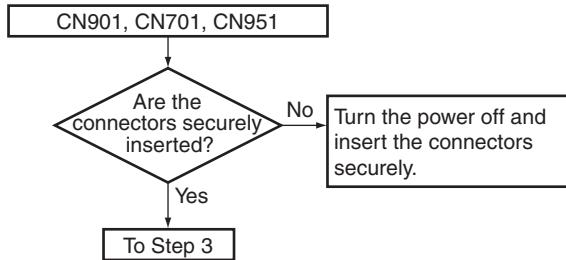 CN901, CN701, CN951
Are the
connectors securely
inserted?
No
Turn the power off and
insert the connectors
securely.
Yes
To Step 3